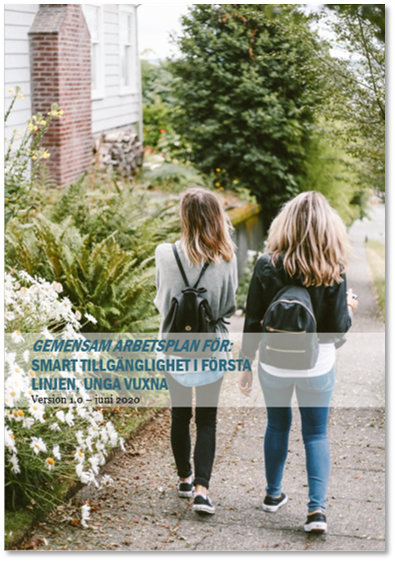 GEMENSAM ARBETSPLAN FÖR:
SMART TILLGÄNGLIGHET I FÖRSTA
LINJEN, UNGA VUXNA
Version 1.0 – juni 2020